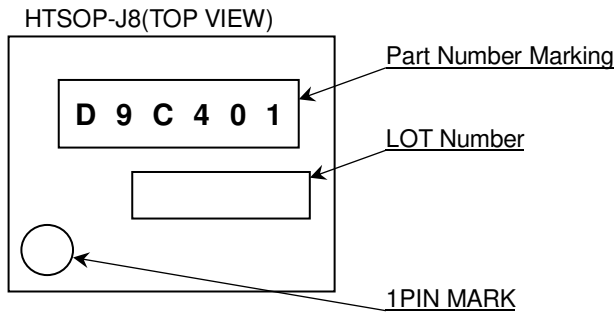 HTSOP-J8(TOP VIEW)
Part Number Marking
D 9 C 4 0 1
LOT Number
1PIN MARK